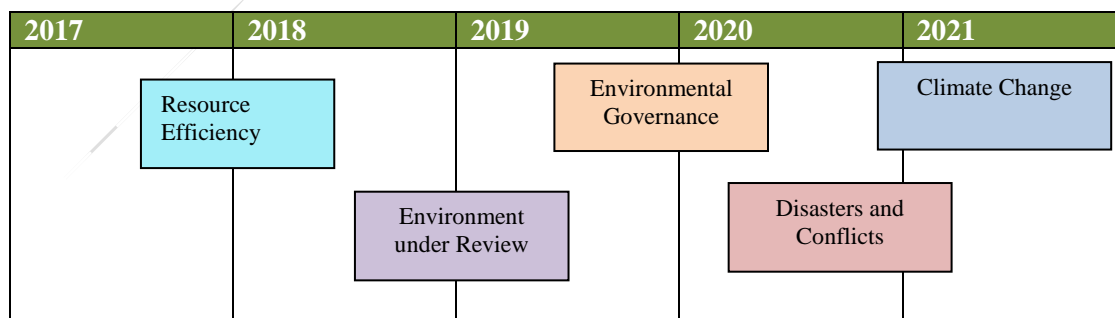 2017 2018 2019 2020 2021
Resource
Efficiency
Environment
under Review
Environmental
Governance
Disasters and
Conflicts
Climate Change